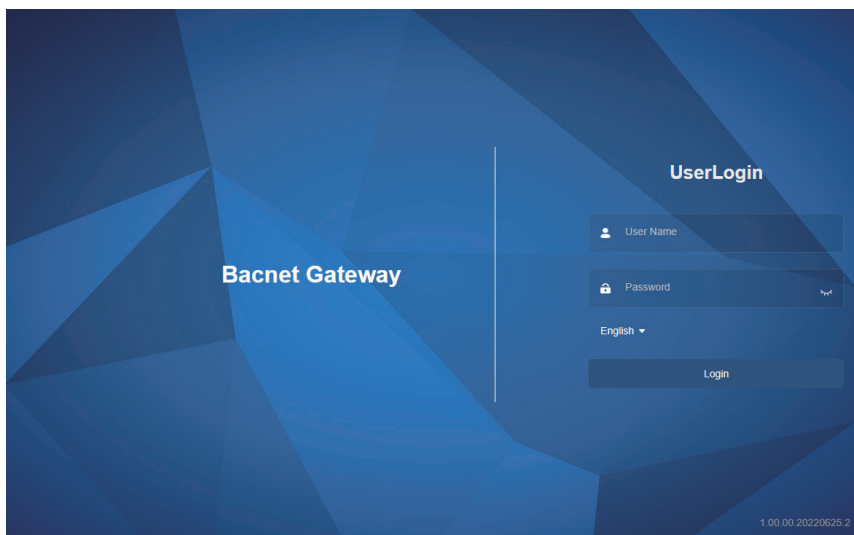 Bacnet Gateway
UserLogin
User Name
Password
English
Login
1.00.00.20220625.2